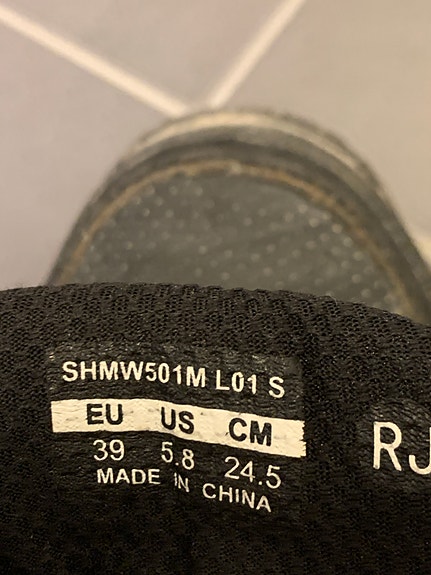 SHMW501M L01 S
EU US CM
39 5.8 24.5
MADE IN CHINA
RJ